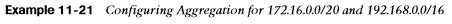 Example 11-21 Configuring Aggregation for 172.16.0.0/20 and 192.168.0.0/16